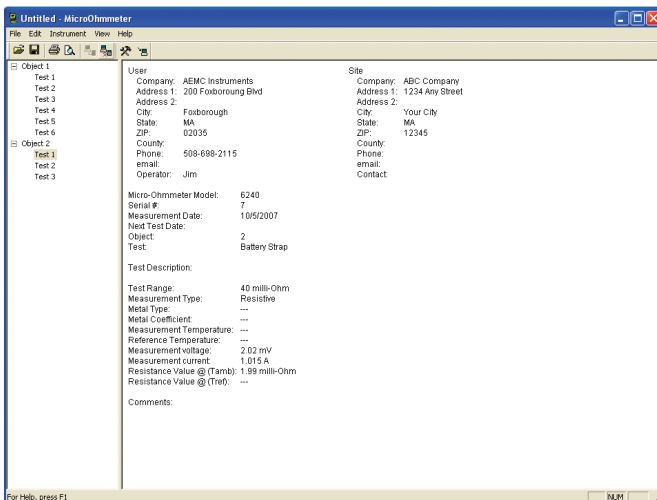 Untitled - MicroOhmmeter
File Edit Instrument View Help
Object 1
Test 1
Test 2
Test 3
Test 4
Test 5
Test 6
Object 2
Test 1
Test 2
Test 3
User
Company: AEMC Instruments
Address 1: 200 Foxboroung Blvd
Address 2:
City: Foxborough
State: MA
ZIP: 02035
County:
Phone: 508-698-2115
email:
Operator: Jim
Site
Company: ABC Company
Address 1: 1234 Any Street
Address 2:
City: Your City
State: MA
ZIP: 12345
County:
Phone:
email:
Contact:
Micro-Ohmmeter Model: 6240
Serial #: 7
Measurement Date: 10/5/2007
Next Test Date:
Object: 2
Test: Battery Strap
Test Description:
Test Range: 40 milli-Ohm
Measurement Type: Resistive
Metal Type: ---
Metal Coefficient: ---
Measurement Temperature: ---
Reference Temperature: ---
Measurement voltage: 2.02 mV
Measurement current: 1.015 A
Resistance Value @ (Tamb): 1.99 milli-Ohm
Resistance Value @ (Tref): ---
Comments:
For Help, press F1
NUM